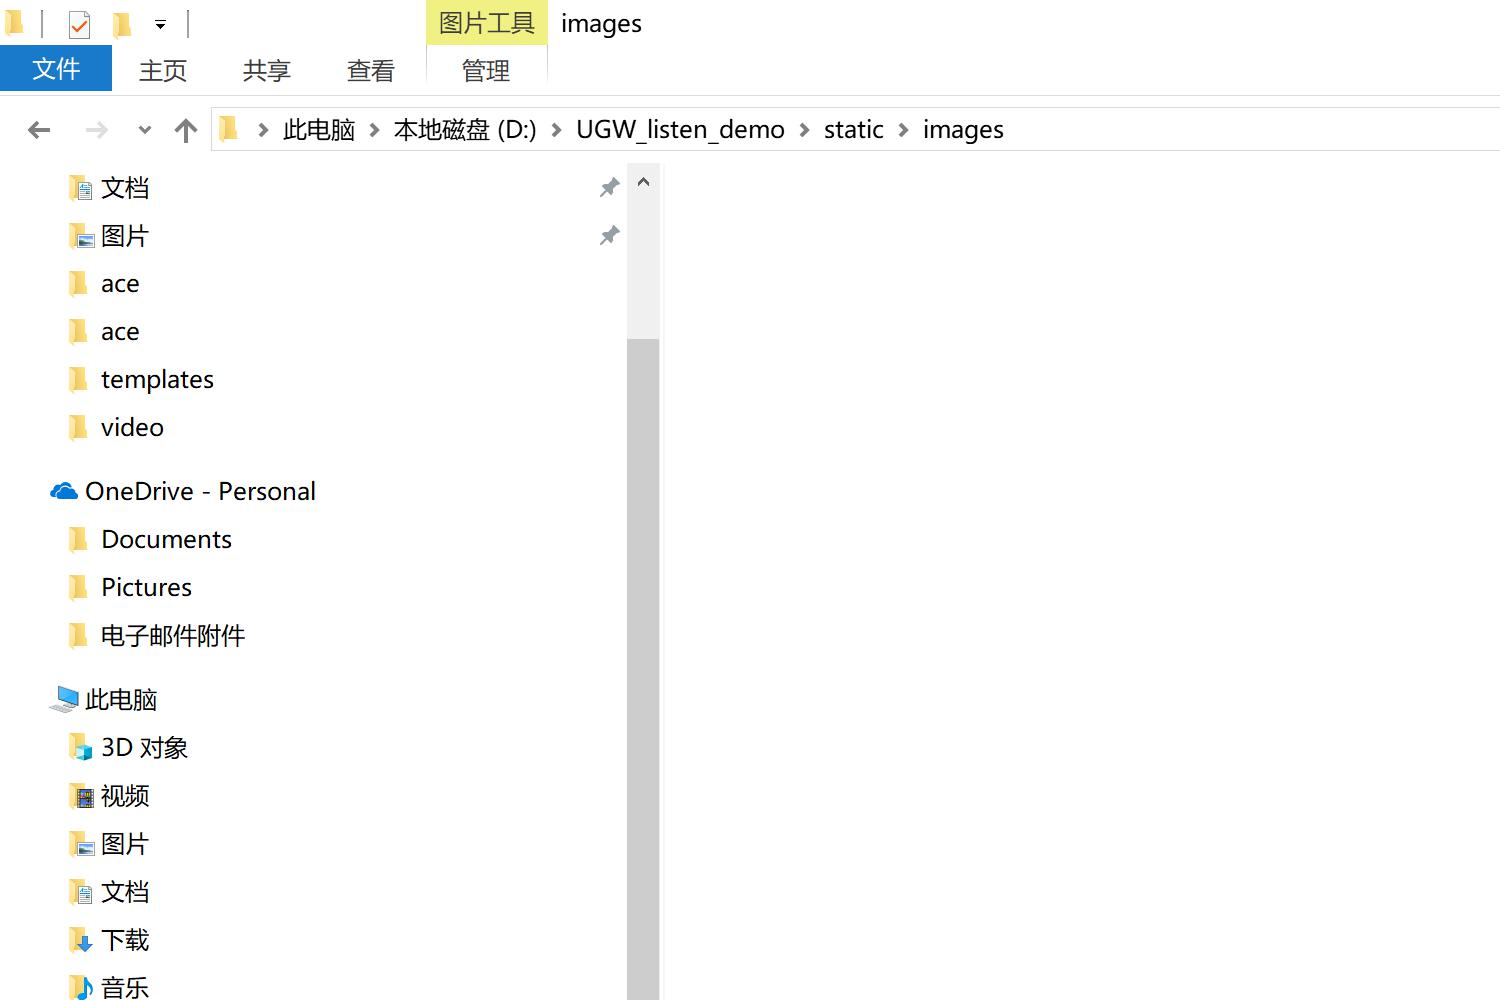 图片工具 images
文件 主页 共享 查看 管理
此电脑 本地磁盘 (D:) UGW_listen_demo static images
文档
图片
ace
ace
templates
video
OneDrive - Personal
Documents
Pictures
电子邮件附件
此电脑
3D 对象
视频
图片
文档
下载
音乐